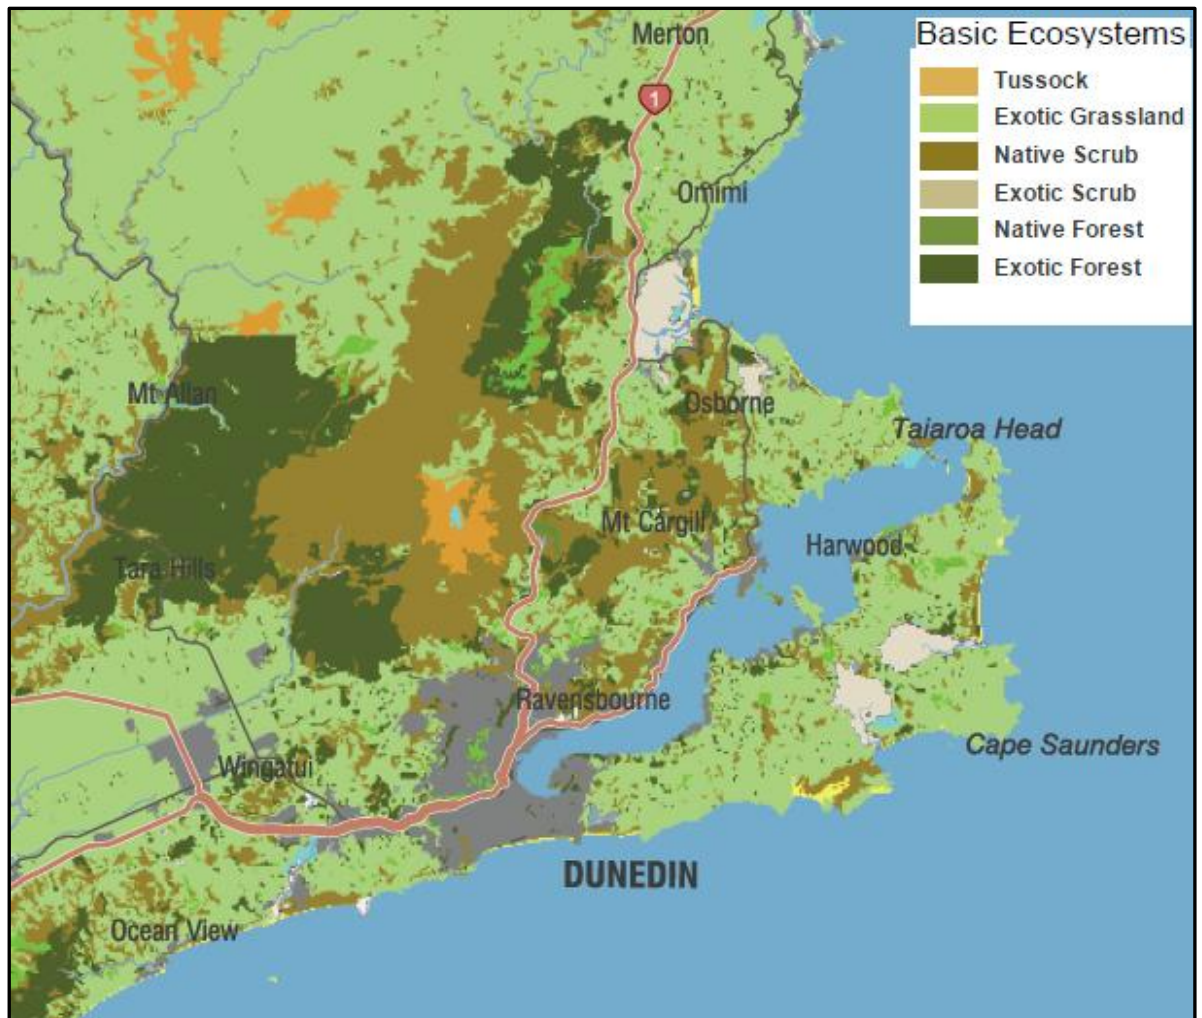 Merton
1
Omimi
Mt Allan
Osborne
Taiaroa Head
Mt Cargill
Harwood
Tara Hills
Ravensbourne
Cape Saunders
Wingatui
DUNEDIN
Ocean View
Basic Ecosystems
Tussock
Exotic Grassland
Native Scrub
Exotic Scrub
Native Forest
Exotic Forest